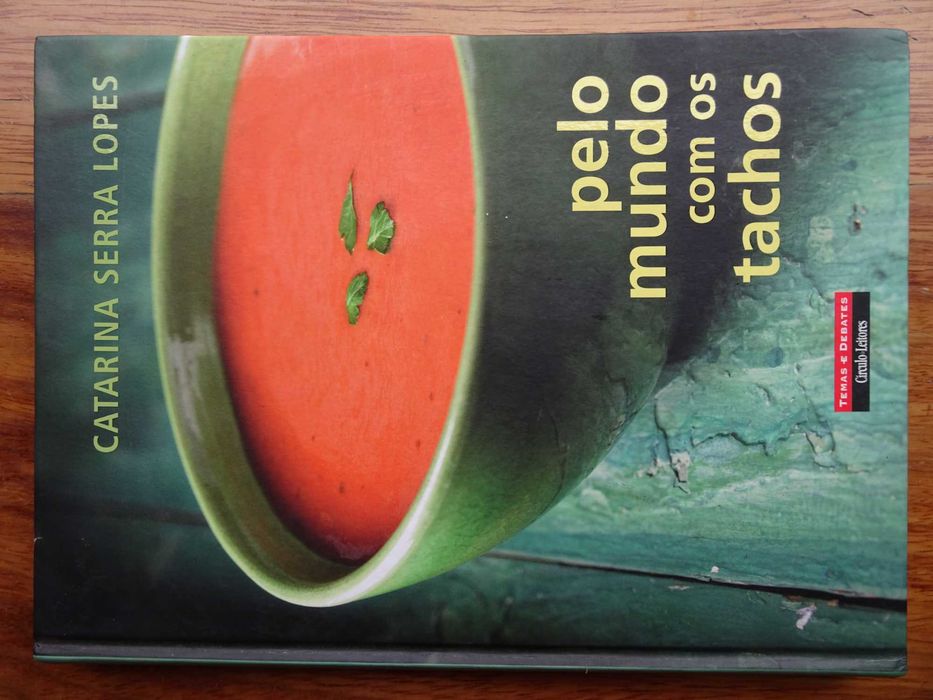 CATARINA SERRA LOPES
pelo
mundo
com os
tachos
TEMAS E DEBATES
Círculo Leitores